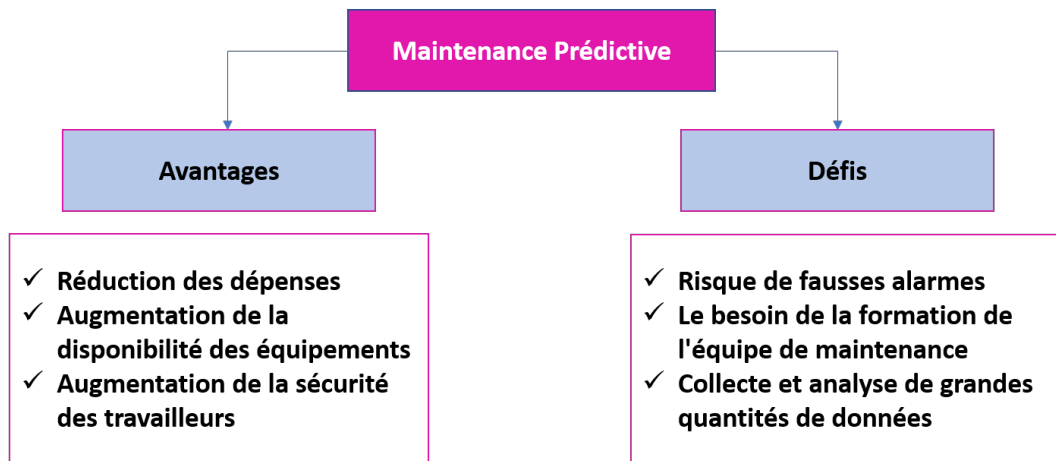 Maintenance Prédictive
Avantages
✓ Réduction des dépenses
✓ Augmentation de la
disponibilité des équipements
✓ Augmentation de la sécurité
des travailleurs
Défis
✓ Risque de fausses alarmes
✓ Le besoin de la formation de
l'équipe de maintenance
✓ Collecte et analyse de grandes
quantités de données